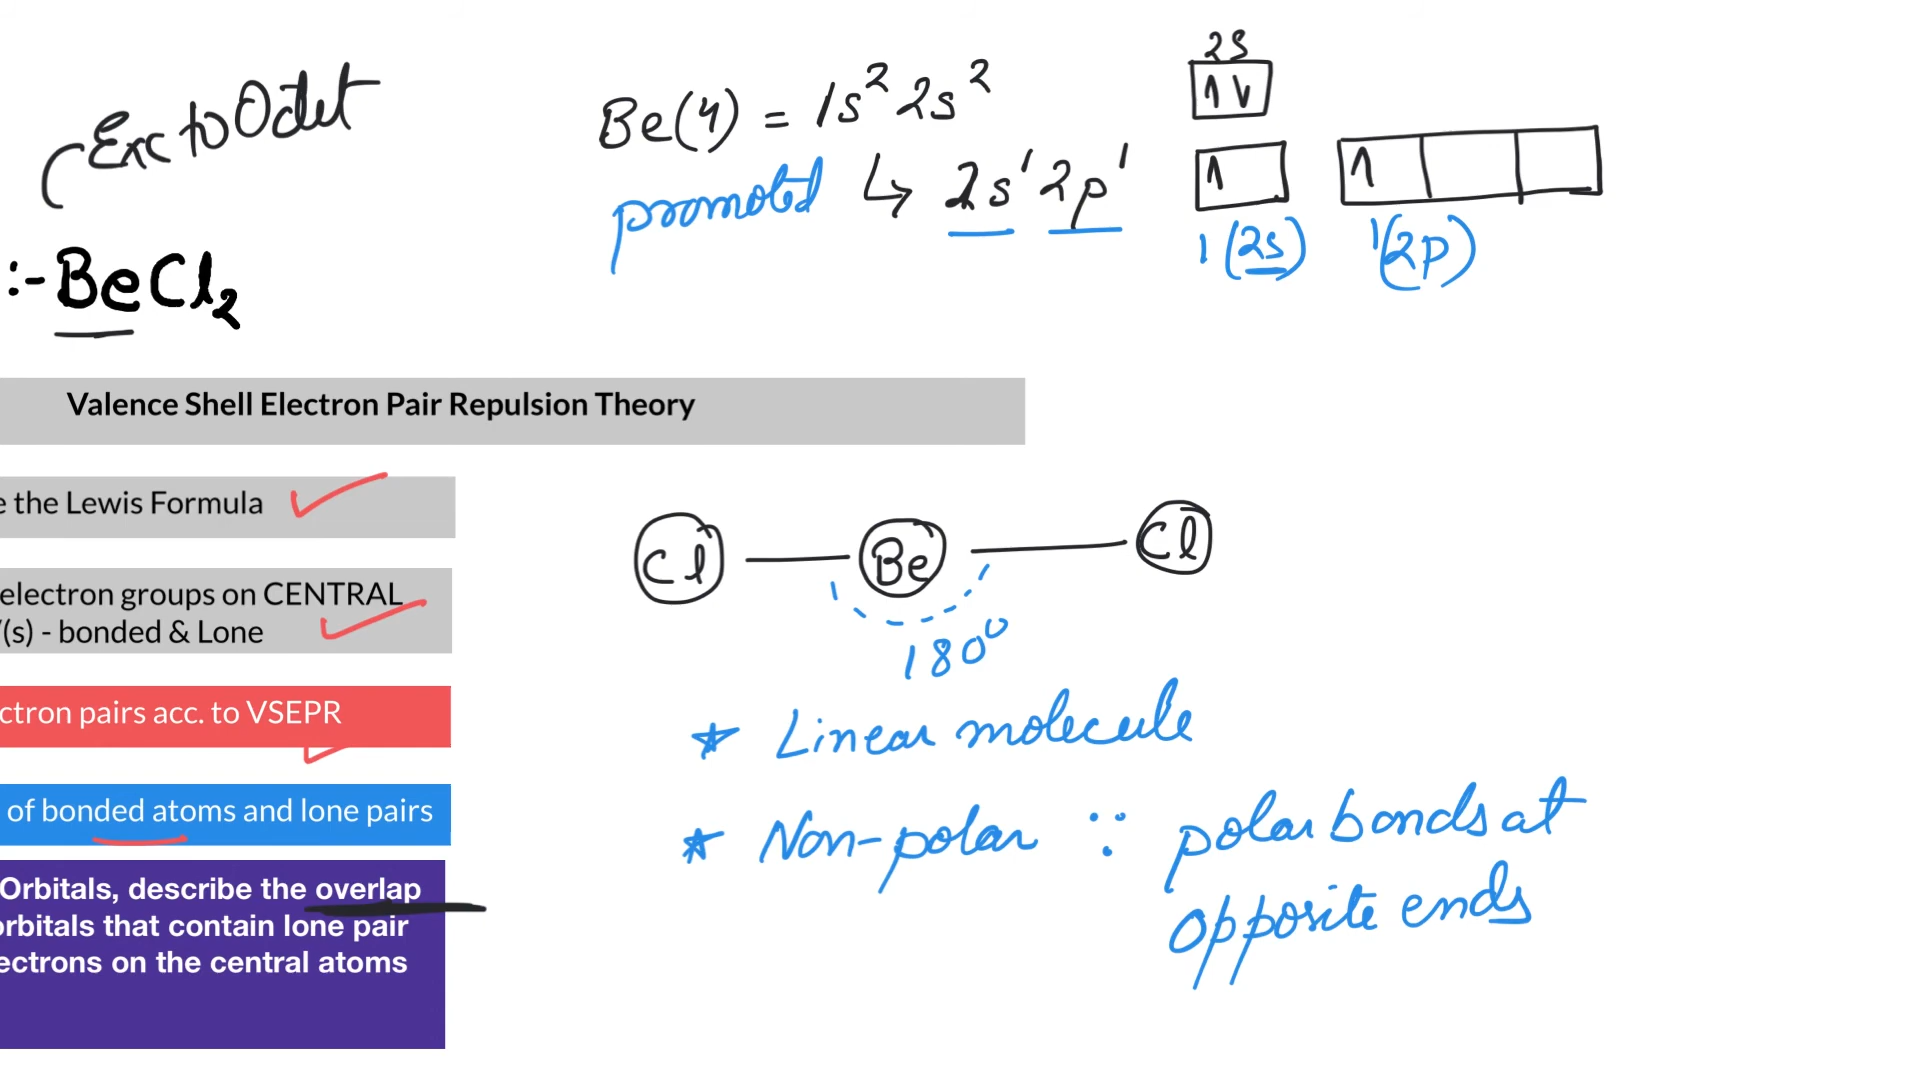 (Exc to Octet
:- BeCl2
Be(4) = 1s² 2s²
promoted ↳ 2s¹ 2p¹
2s
1 (2s) 1(2p)
Valence Shell Electron Pair Repulsion Theory
e the Lewis Formula
electron groups on CENTRAL
(s) - bonded & Lone
ctron pairs acc. to VSEPR
of bonded atoms and lone pairs
Orbitals, describe the overlap
orbitals that contain lone pair
ectrons on the central atoms
Cl — Be — Cl
180°
* Linear molecule
* Non-polar ∵ polar bonds at
opposite ends